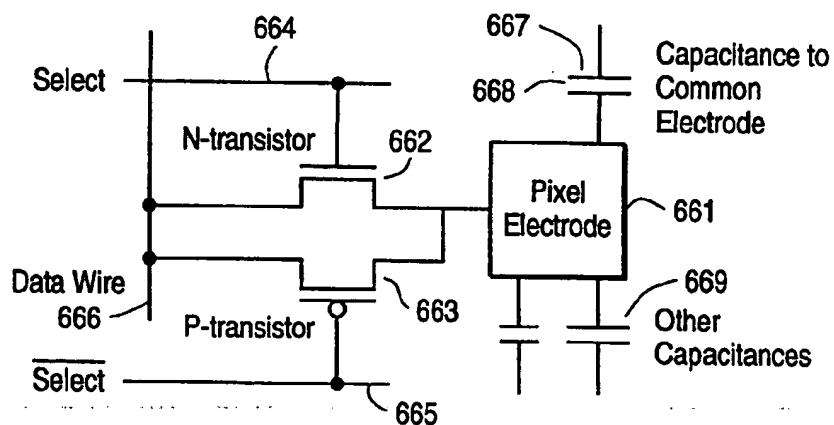 664
Select
N-transistor
662
667
668
Capacitance to
Common
Electrode
Pixel
Electrode
661
Data Wire
666
P-transistor
663
669
Other
Capacitances
Select
665